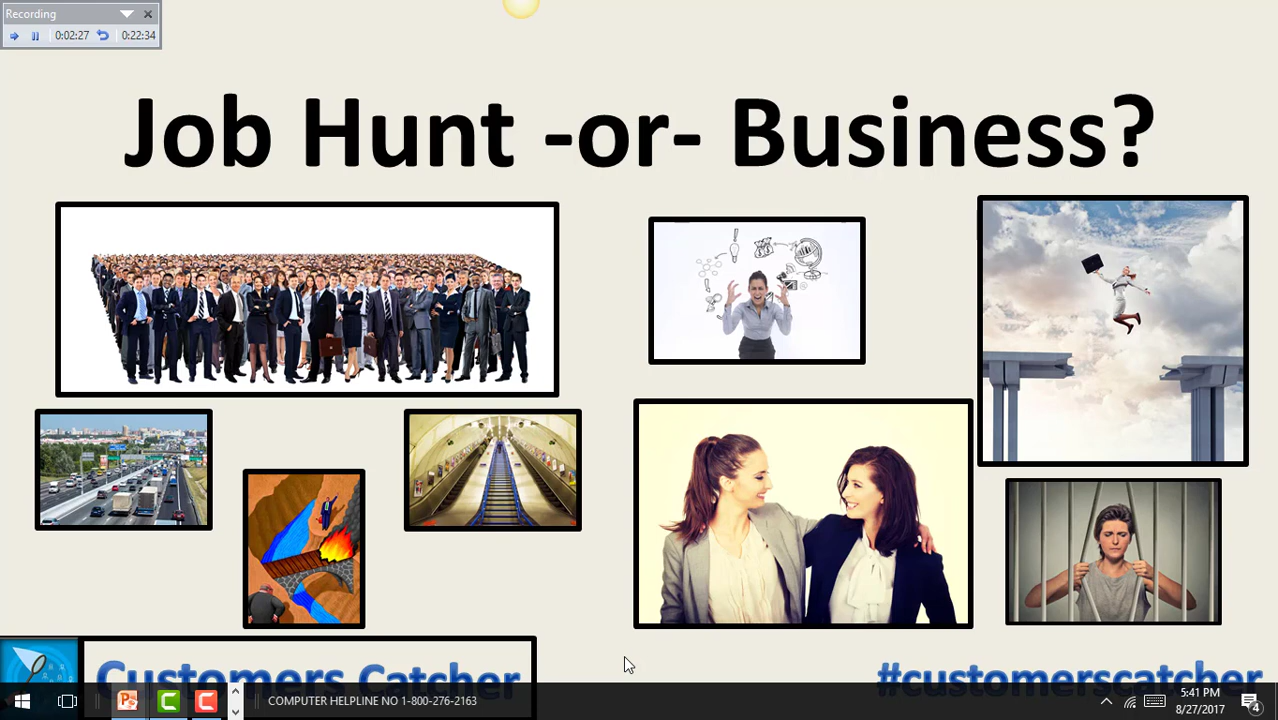 Recording
0:02:27
0:22:34
Job Hunt -or- Business?
Customers Catcher
#customerscatcher
COMPUTER HELPLINE NO 1-800-276-2163
5:41 PM
8/27/2017
4